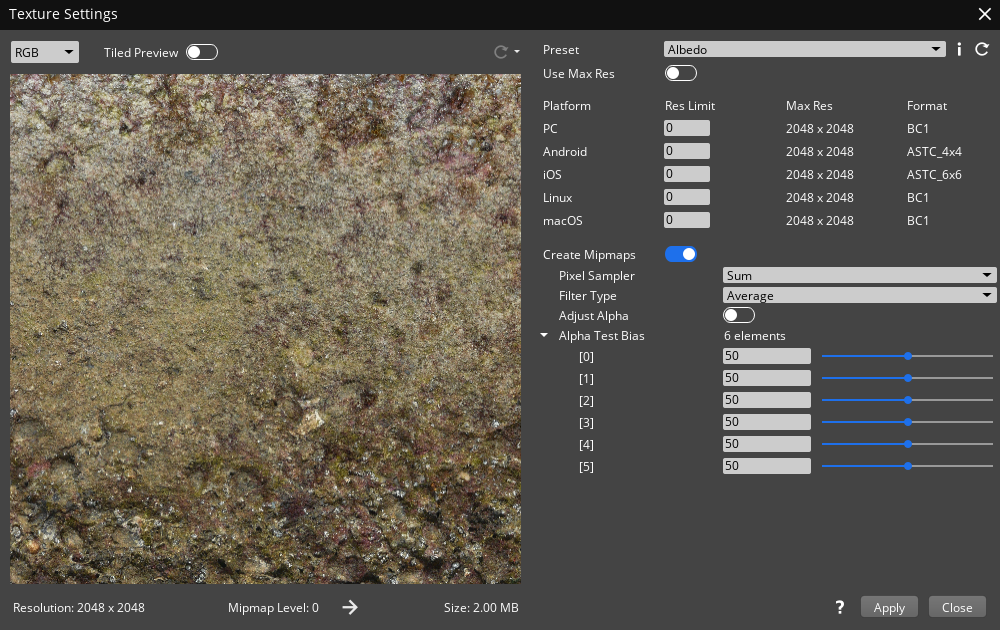 Texture Settings
RGB
Tiled Preview
Preset
Albedo
Use Max Res
Platform Res Limit Max Res Format
PC 0 2048 x 2048 BC1
Android 0 2048 x 2048 ASTC_4x4
iOS 0 2048 x 2048 ASTC_6x6
Linux 0 2048 x 2048 BC1
macOS 0 2048 x 2048 BC1
Create Mipmaps
Pixel Sampler Sum
Filter Type Average
Adjust Alpha
Alpha Test Bias 6 elements
[0] 50
[1] 50
[2] 50
[3] 50
[4] 50
[5] 50
Resolution: 2048 x 2048 Mipmap Level: 0 Size: 2.00 MB
? Apply Close